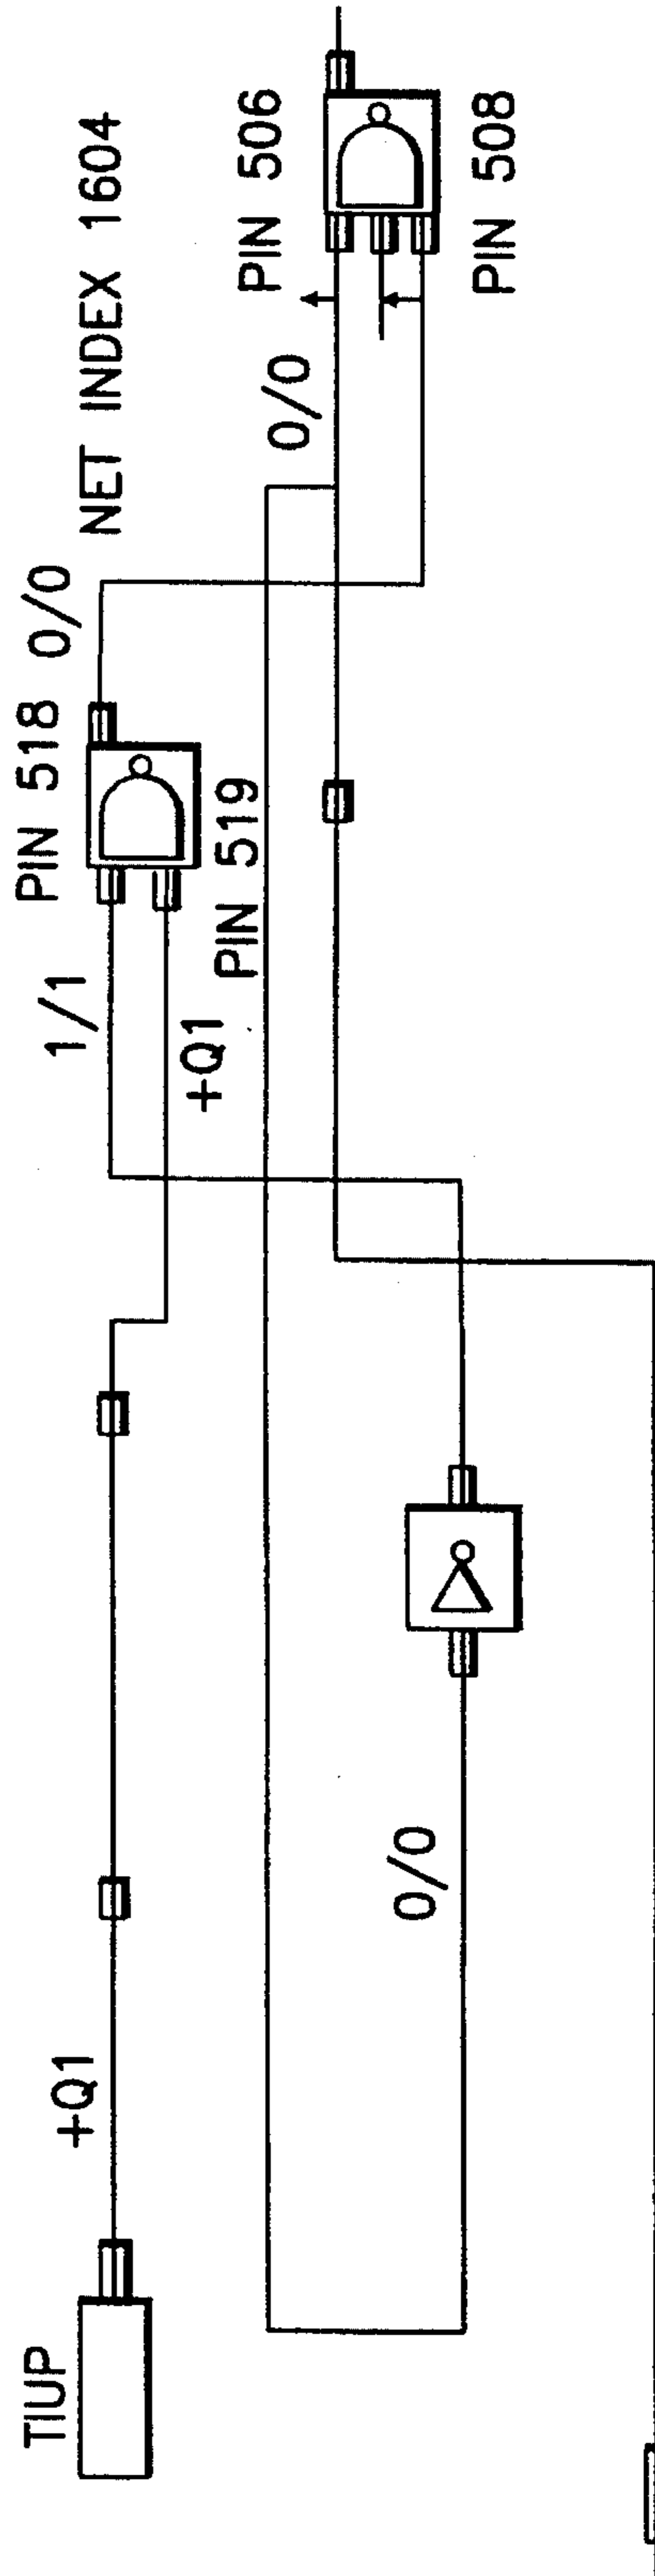 TIUP
+Q1
1/1
PIN 518
0/0
NET INDEX 1604
+Q1
PIN 519
0/0
PIN 506
0/0
PIN 508